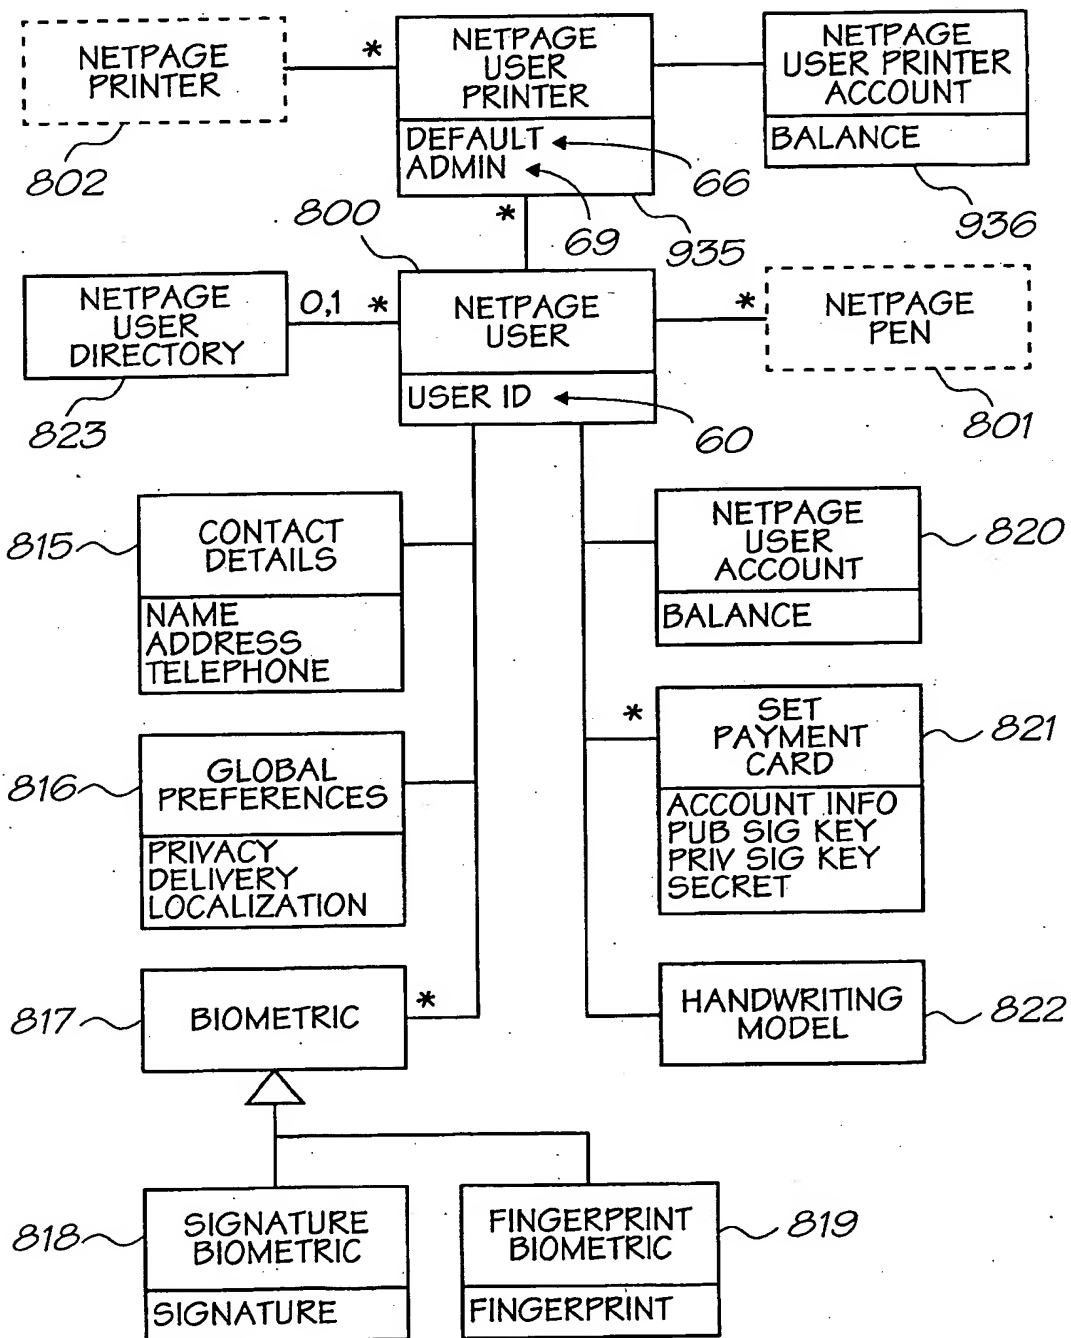 NETPAGE
PRINTER
802
*
NETPAGE
USER
PRINTER
DEFAULT
ADMIN
66
69
935
NETPAGE
USER PRINTER
ACCOUNT
BALANCE
936
*
800
NETPAGE
USER
DIRECTORY
823
0,1
*
NETPAGE
USER
USER ID
60
*
NETPAGE
PEN
801
815
CONTACT
DETAILS
NAME
ADDRESS
TELEPHONE
NETPAGE
USER
ACCOUNT
BALANCE
820
816
GLOBAL
PREFERENCES
PRIVACY
DELIVERY
LOCALIZATION
*
SET
PAYMENT
CARD
ACCOUNT INFO
PUB SIG KEY
PRIV SIG KEY
SECRET
821
817
BIOMETRIC
*
HANDWRITING
MODEL
822
818
SIGNATURE
BIOMETRIC
SIGNATURE
FINGERPRINT
BIOMETRIC
FINGERPRINT
819